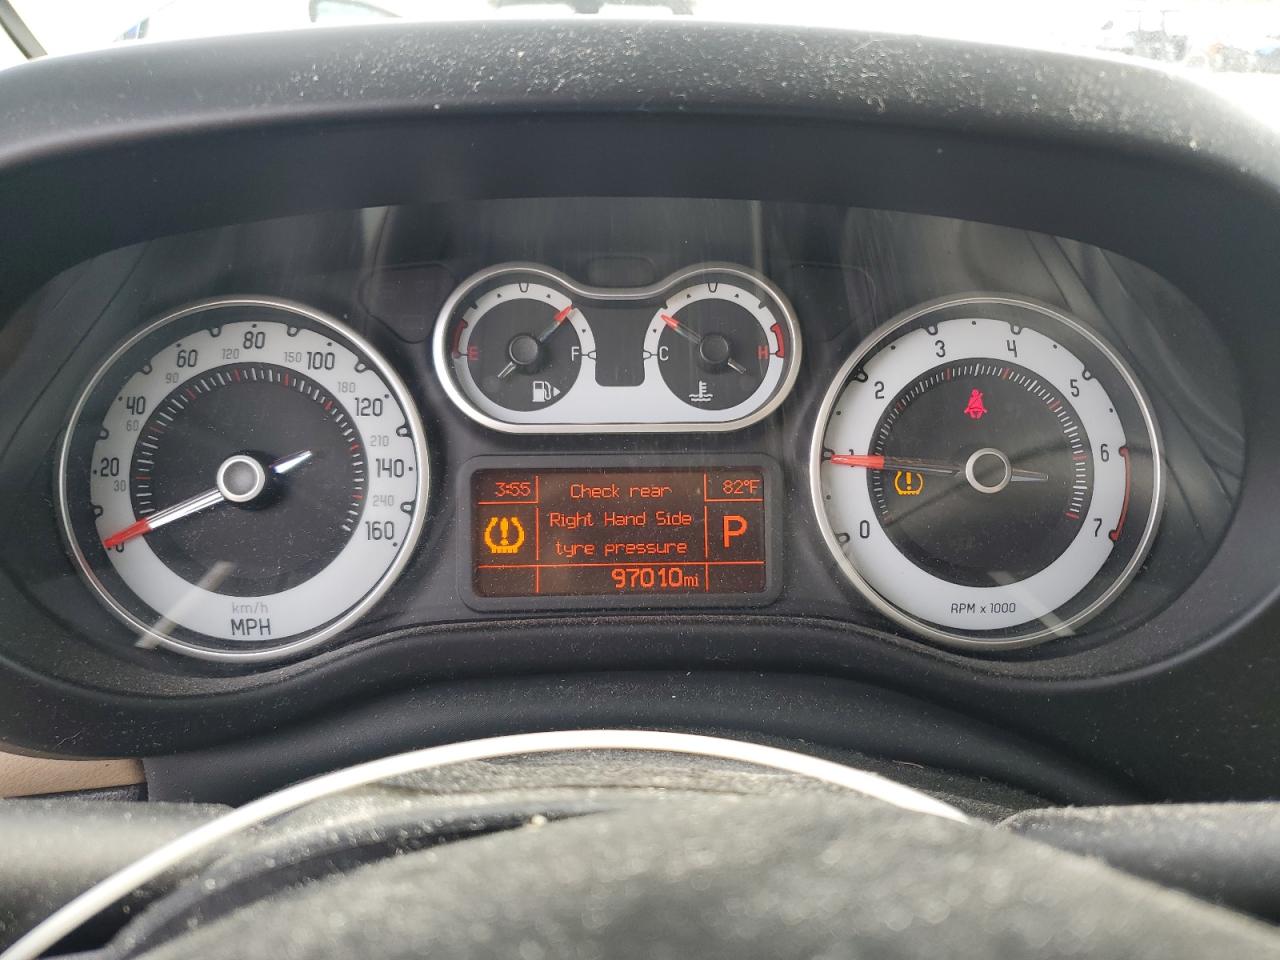 0
20
40
60
80
100
120
140
160
30
60
90
120
150
180
210
240
km/h
MPH
E
F
C
H
3:55
Check rear
82°F
Right Hand Side
P
tyre pressure
97010mi
0
1
2
3
4
5
6
7
RPM x 1000